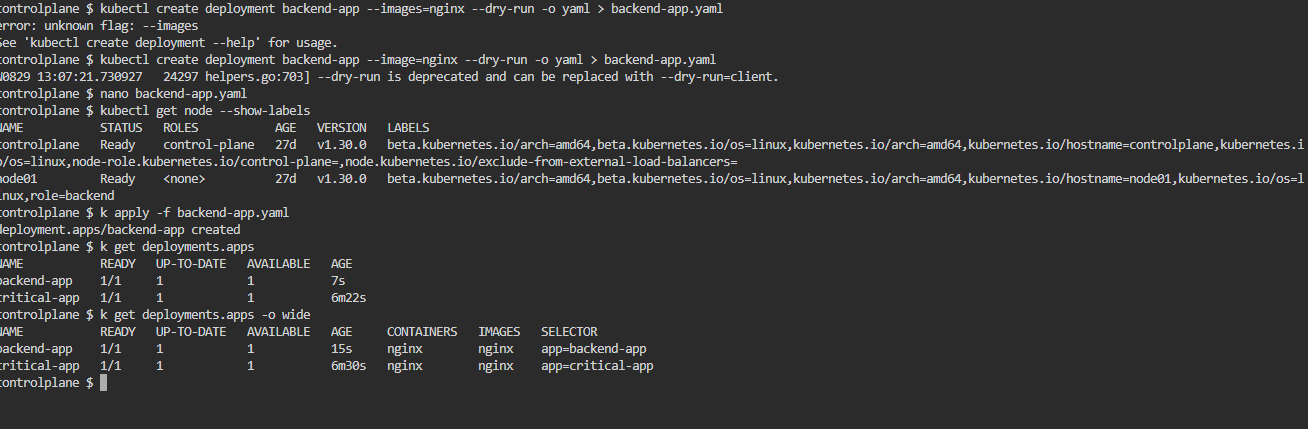 controlplane $ kubectl create deployment backend-app --images=nginx --dry-run -o yaml > backend-app.yaml
error: unknown flag: --images
See 'kubectl create deployment --help' for usage.
controlplane $ kubectl create deployment backend-app --image=nginx --dry-run -o yaml > backend-app.yaml
W0829 13:07:21.730927   24297 helpers.go:703] --dry-run is deprecated and can be replaced with --dry-run=client.
controlplane $ nano backend-app.yaml
controlplane $ kubectl get node --show-labels
NAME           STATUS   ROLES           AGE   VERSION   LABELS
controlplane   Ready    control-plane   27d   v1.30.0   beta.kubernetes.io/arch=amd64,beta.kubernetes.io/os=linux,kubernetes.io/arch=amd64,kubernetes.io/hostname=controlplane,kubernetes.i
o/os=linux,node-role.kubernetes.io/control-plane=,node.kubernetes.io/exclude-from-external-load-balancers=
node01         Ready    <none>          27d   v1.30.0   beta.kubernetes.io/arch=amd64,beta.kubernetes.io/os=linux,kubernetes.io/arch=amd64,kubernetes.io/hostname=node01,kubernetes.io/os=l
inux,role=backend
controlplane $ k apply -f backend-app.yaml
deployment.apps/backend-app created
controlplane $ k get deployments.apps
NAME           READY   UP-TO-DATE   AVAILABLE   AGE
backend-app    1/1     1            1           7s
critical-app   1/1     1            1           6m22s
controlplane $ k get deployments.apps -o wide
NAME           READY   UP-TO-DATE   AVAILABLE   AGE     CONTAINERS   IMAGES   SELECTOR
backend-app    1/1     1            1           15s     nginx        nginx    app=backend-app
critical-app   1/1     1            1           6m30s   nginx        nginx    app=critical-app
controlplane $